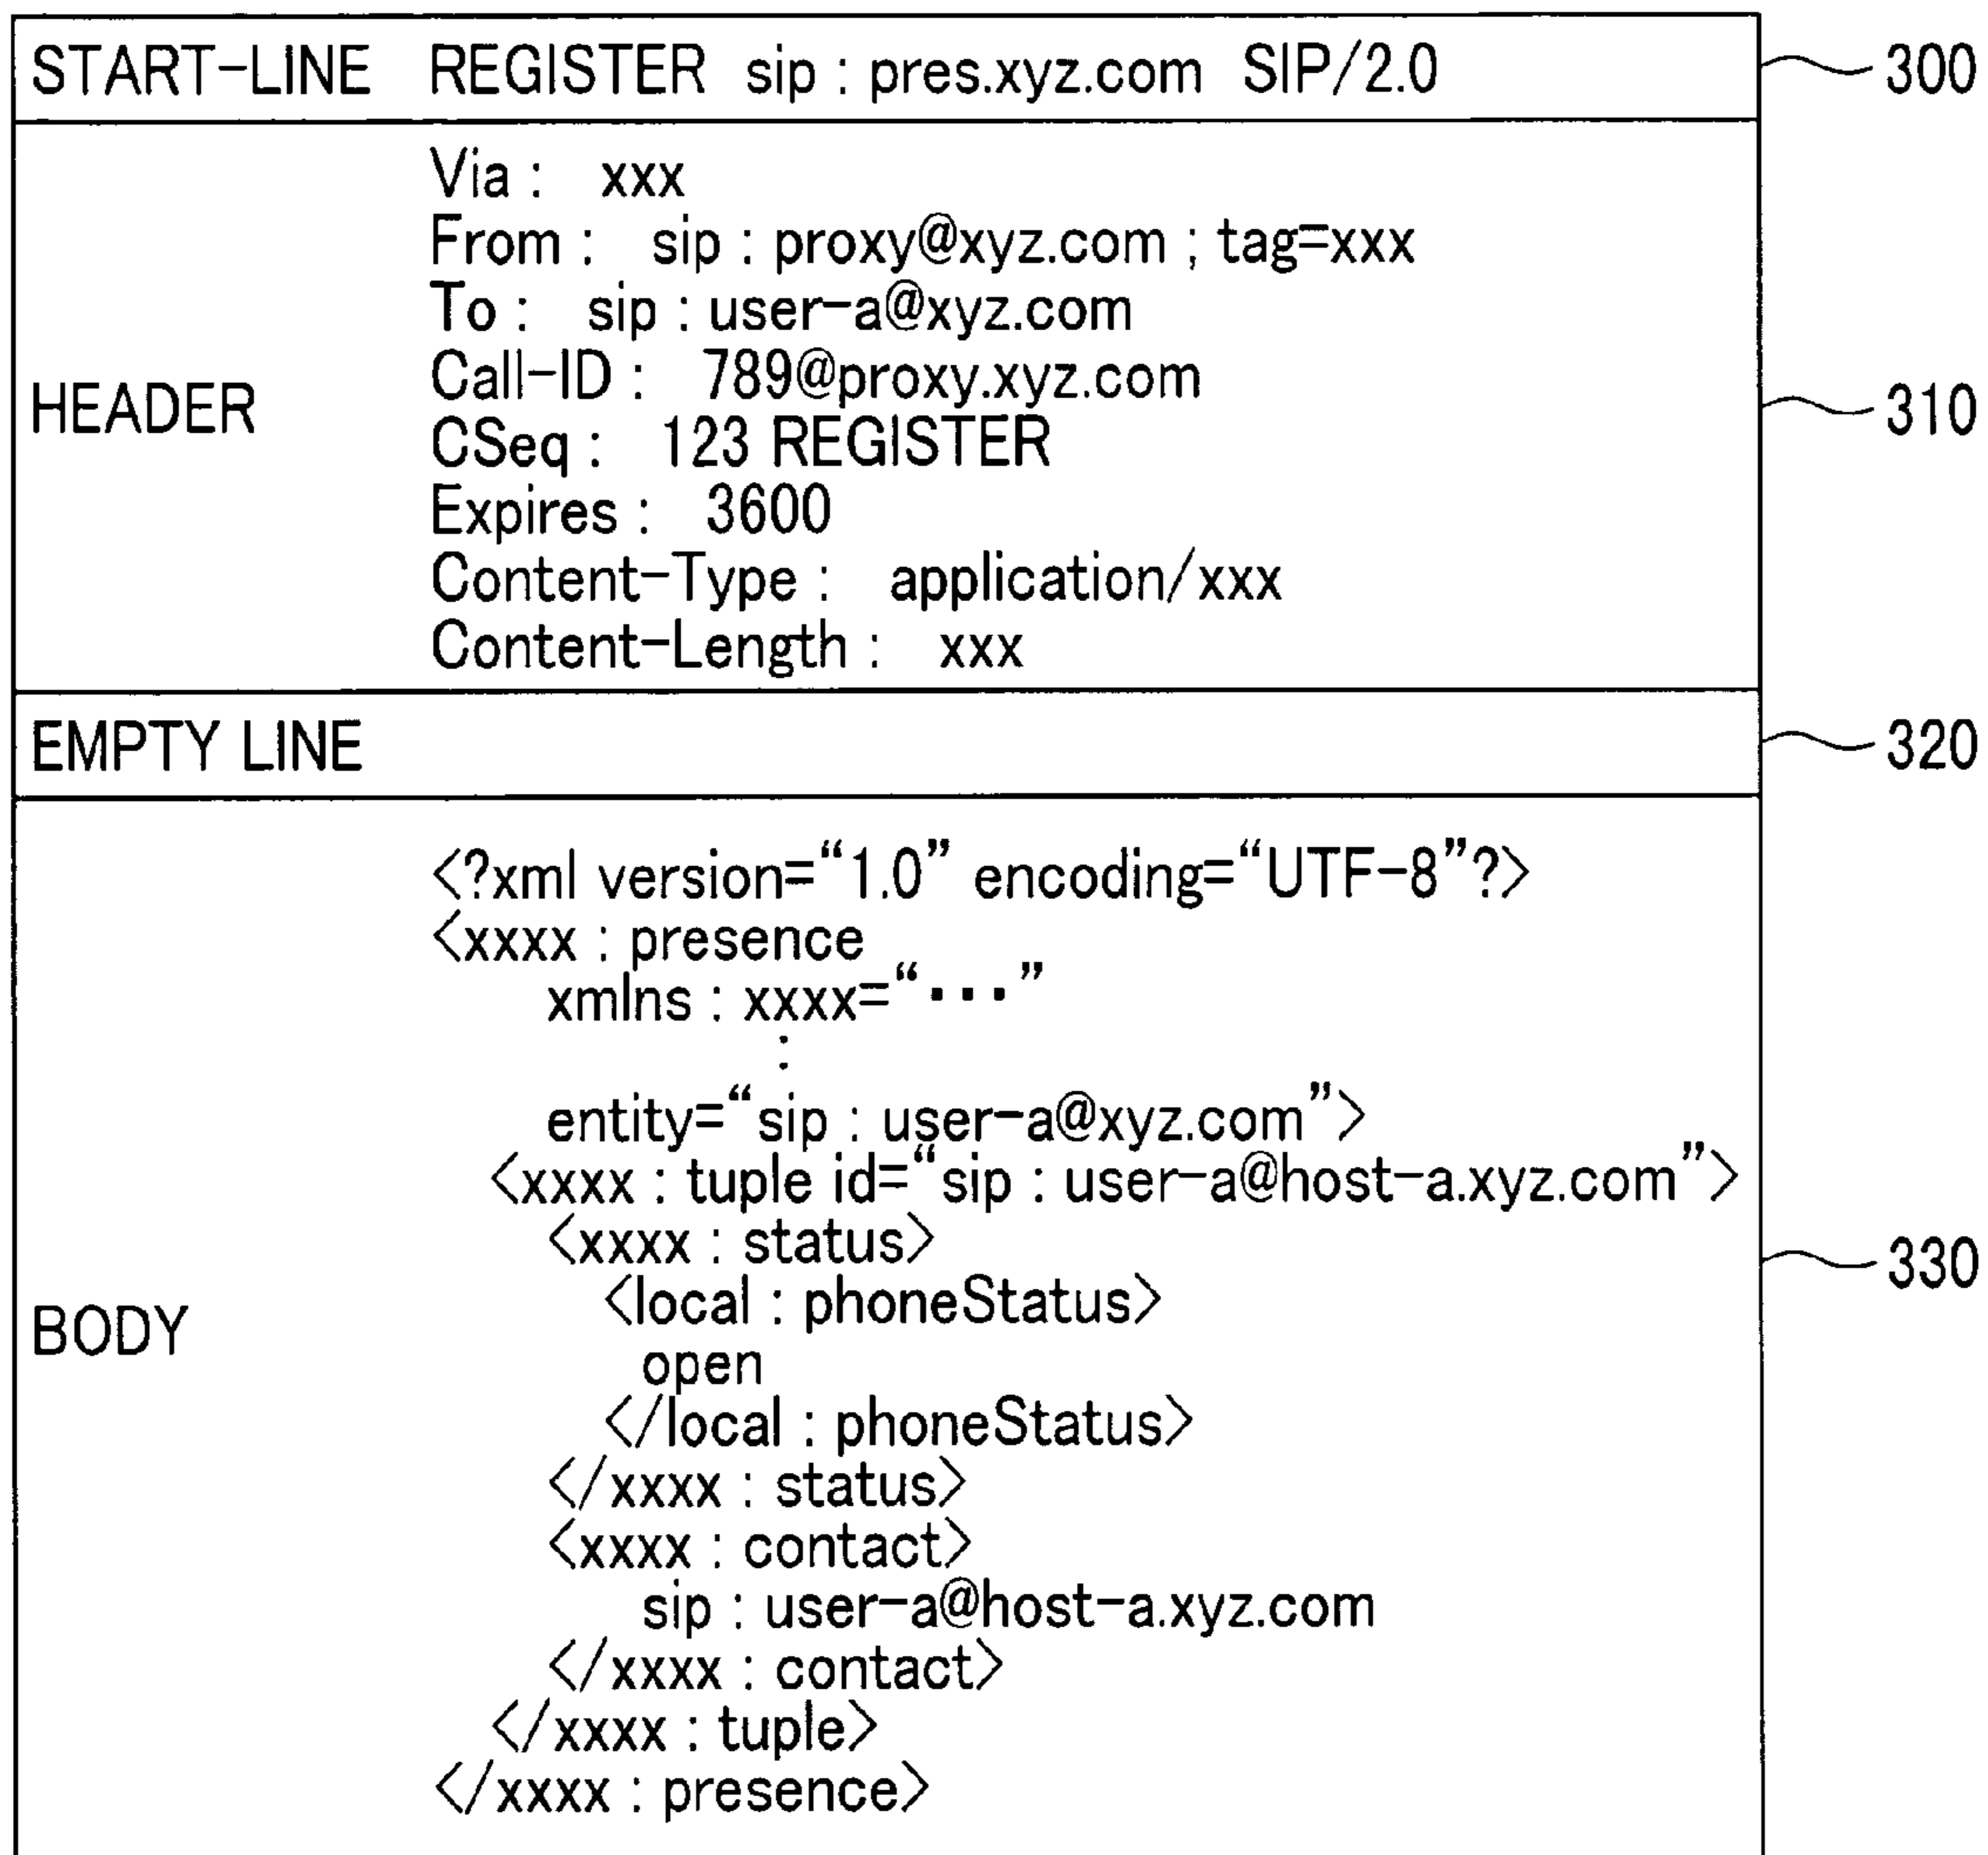 START-LINE REGISTER sip : pres.xyz.com SIP/2.0 300
Via : xxx
From : sip : proxy@xyz.com ; tag=xxx
To : sip : user-a@xyz.com
Call-ID : 789@proxy.xyz.com
HEADER 310
CSeq : 123 REGISTER
Expires : 3600
Content-Type : application/xxx
Content-Length : xxx
EMPTY LINE 320
<?xml version=“1.0” encoding=“UTF-8”?>
<xxxx : presence
xmlns : xxxx=“···”
:
entity=“sip : user-a@xyz.com”>
<xxxx : tuple id=“sip : user-a@host-a.xyz.com”>
<xxxx : status>
330
<local : phoneStatus>
BODY
open
</local : phoneStatus>
</xxxx : status>
<xxxx : contact>
sip : user-a@host-a.xyz.com
</xxxx : contact>
</xxxx : tuple>
</xxxx : presence>